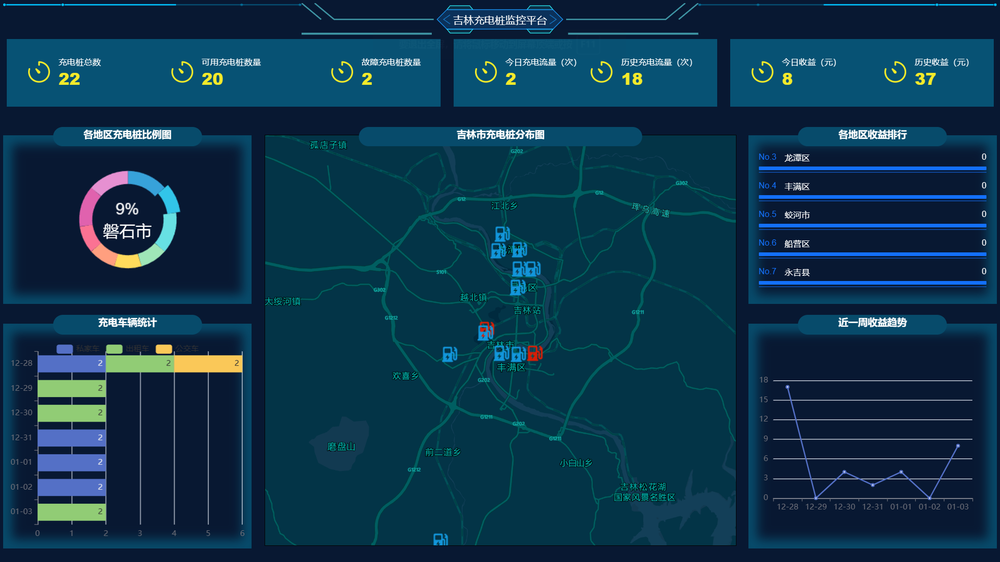 吉林充电桩监控平台
充电桩总数
22
可用充电桩数量
20
故障充电桩数量
2
今日充电流量（次）
2
历史充电流量（次）
18
今日收益（元）
8
历史收益（元）
37
各地区充电桩比例图
9%
磐石市
充电车辆统计
私家车 出租车 公交车
12-28 2 2 2
12-29 2
12-30 2
12-31 2
01-01 2
01-02 2
01-03 2
0 1 2 3 4 5 6
吉林市充电桩分布图
孤店子镇
G202
G302
G12
G12
江北乡
珲乌高速
龙潭区
S101
G302
区
越北镇
大绥河镇
吉林站
G1212
G1211
吉林市
丰满区
欢喜乡
G202
G1211
G202
G1211
磨盘山
前二道乡
小白山乡
G1212
吉林松花湖
国家风景名胜区
各地区收益排行
No.3 龙潭区 0
No.4 丰满区 0
No.5 蛟河市 0
No.6 船营区 0
No.7 永吉县 0
近一周收益趋势
18
15
12
9
6
3
0
12-28 12-29 12-30 12-31 01-01 01-02 01-03